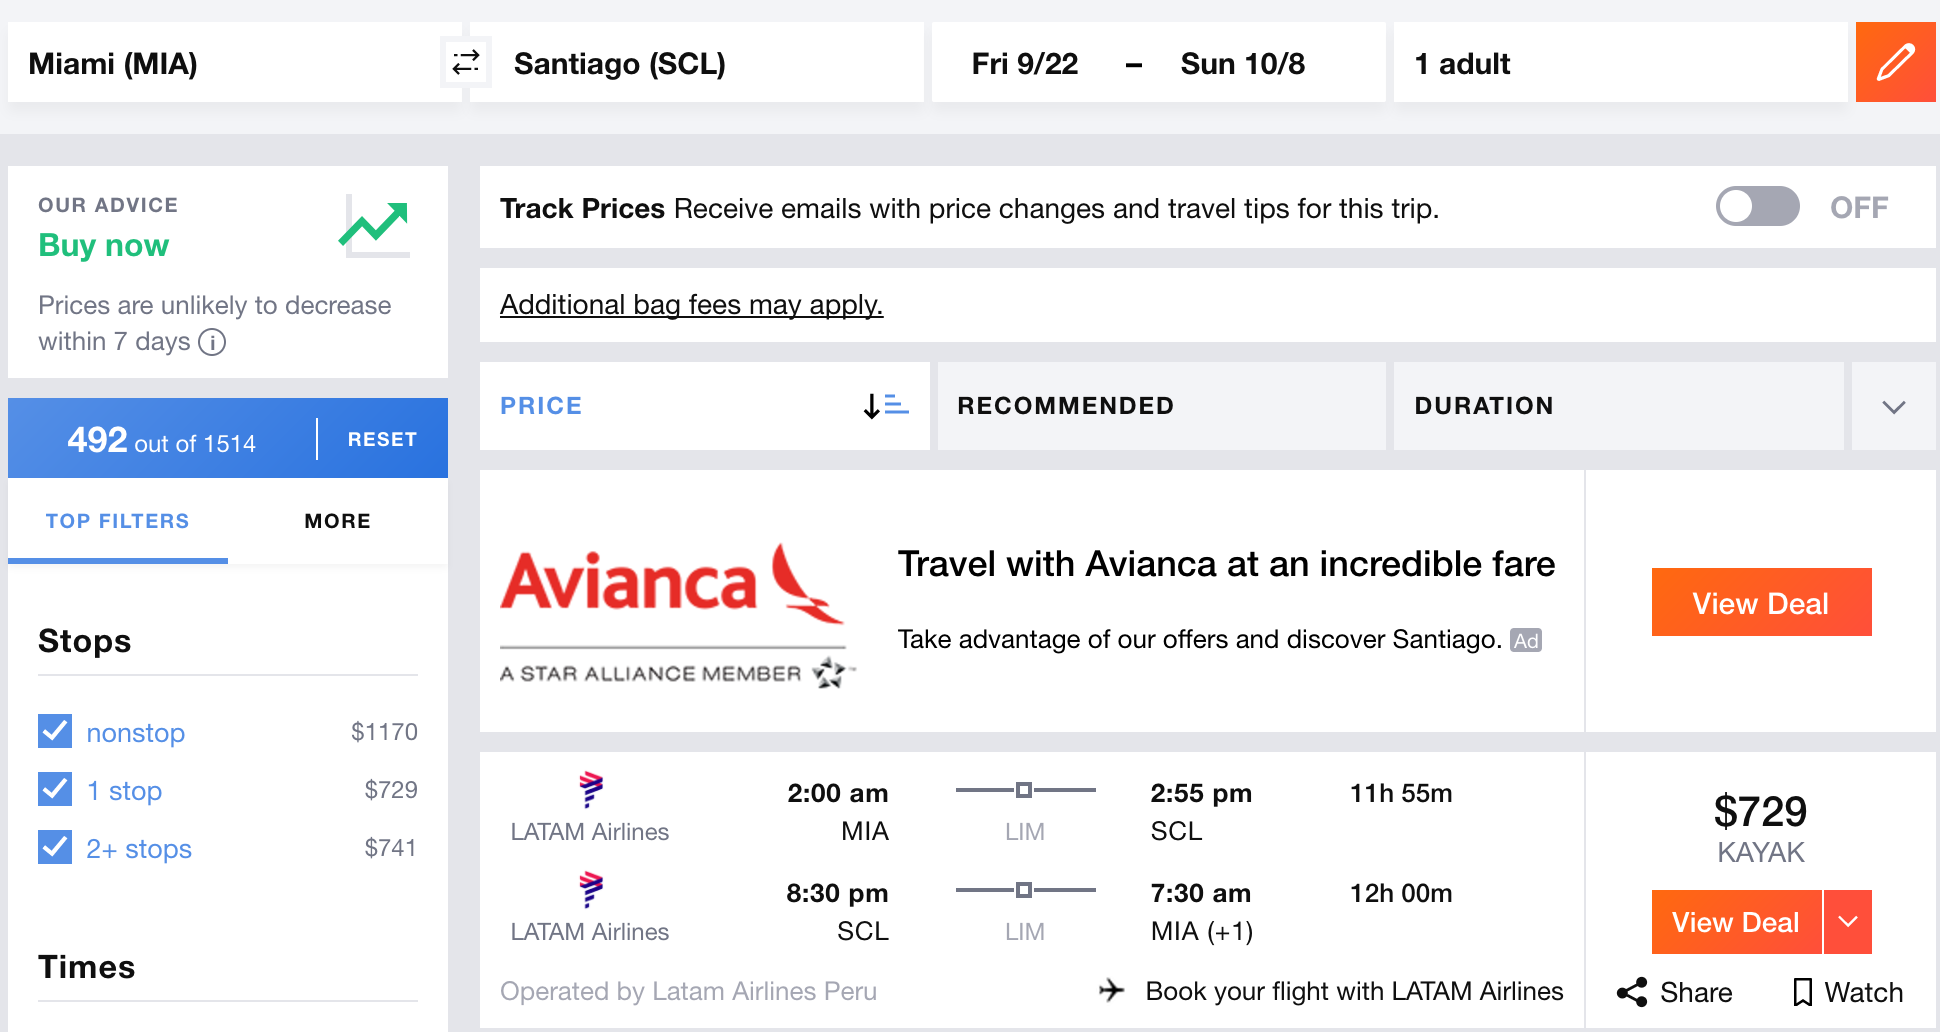 Miami (MIA) Santiago (SCL) Fri 9/22 – Sun 10/8 1 adult
OUR ADVICE
Buy now
Prices are unlikely to decrease
within 7 days i
492 out of 1514 RESET
TOP FILTERS MORE
Stops
nonstop $1170
1 stop $729
2+ stops $741
Times
Track Prices Receive emails with price changes and travel tips for this trip. OFF
Additional bag fees may apply.
PRICE RECOMMENDED DURATION
Avianca
A STAR ALLIANCE MEMBER
Travel with Avianca at an incredible fare
Take advantage of our offers and discover Santiago. Ad
View Deal
2:00 am 2:55 pm 11h 55m
LATAM Airlines MIA LIM SCL
8:30 pm 7:30 am 12h 00m
LATAM Airlines SCL LIM MIA (+1)
Operated by Latam Airlines Peru Book your flight with LATAM Airlines
$729
KAYAK
View Deal
Share Watch